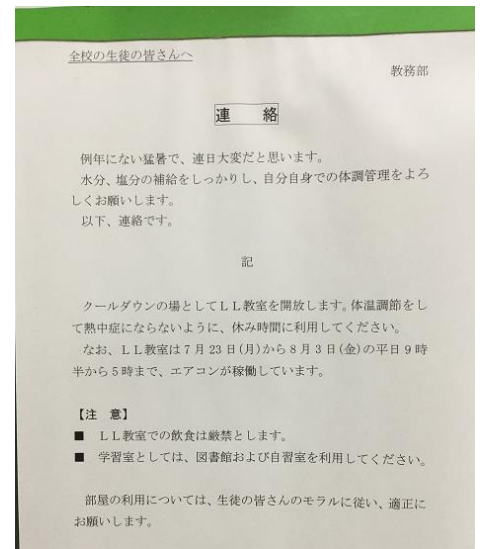 全校の生徒の皆さんへ
教務部
連　絡
例年にない猛暑で、連日大変だと思います。
水分、塩分の補給をしっかりし、自分自身での体調管理をよろ
しくお願いします。
以下、連絡です。
記
クールダウンの場としてＬＬ教室を開放します。体温調節をし
て熱中症にならないように、休み時間に利用してください。
なお、ＬＬ教室は７月 23 日(月)から８月３日(金)の平日９時
半から５時まで、エアコンが稼働しています。
【注　意】
■　ＬＬ教室での飲食は厳禁とします。
■　学習室としては、図書館および自習室を利用してください。
部屋の利用については、生徒の皆さんのモラルに従い、適正に
お願いします。